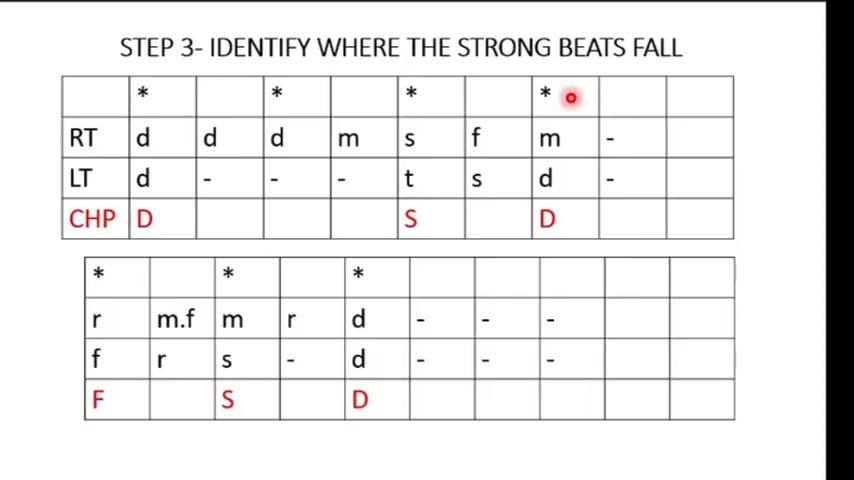 STEP 3- IDENTIFY WHERE THE STRONG BEATS FALL
* * * *
RT d d d m s f m -
LT d - - - t s d -
CHP D S D
* * *
r m.f m r d - - -
f r s - d - - -
F S D